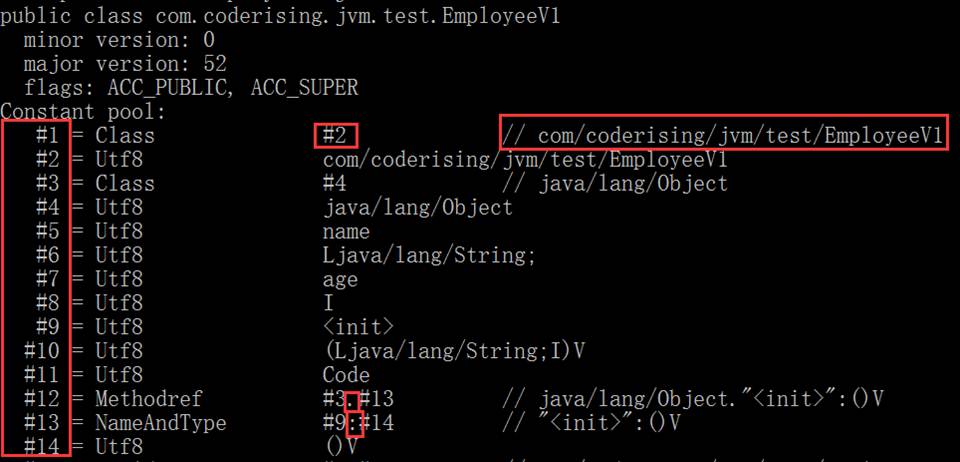 public class com.coderising.jvm.test.EmployeeV1
minor version: 0
major version: 52
flags: ACC_PUBLIC, ACC_SUPER
Constant pool:
#1 = Class #2 // com/coderising/jvm/test/EmployeeV1
#2 = Utf8 com/coderising/jvm/test/EmployeeV1
#3 = Class #4 // java/lang/Object
#4 = Utf8 java/lang/Object
#5 = Utf8 name
#6 = Utf8 Ljava/lang/String;
#7 = Utf8 age
#8 = Utf8 I
#9 = Utf8 <init>
#10 = Utf8 (Ljava/lang/String;I)V
#11 = Utf8 Code
#12 = Methodref #3.#13 // java/lang/Object."<init>":()V
#13 = NameAndType #9:#14 // "<init>":()V
#14 = Utf8 ()V